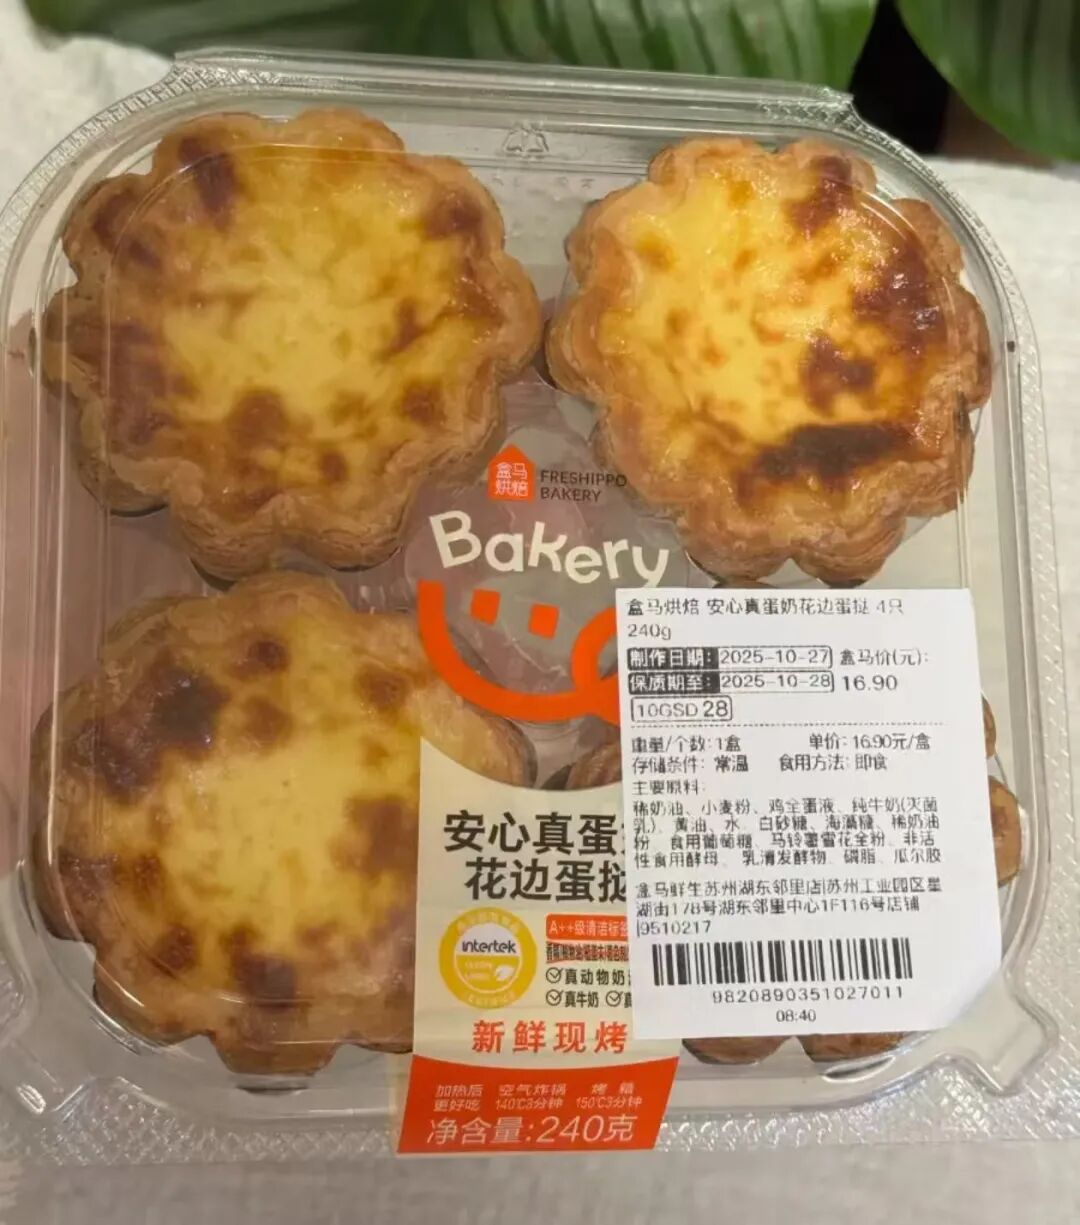 盒马
烘焙
FRESHIPPO
BAKERY
Bakery
盒马烘焙 安心真蛋奶花边蛋挞 4只
240g
制作日期: 2025-10-27 盒马价(元):
保质期至: 2025-10-28 16.90
10GSD 28
重量/个数: 1盒 单价: 16.90元/盒
存储条件: 常温 食用方法: 即食
主要原料:
稀奶油、小麦粉、鸡全蛋液、纯牛奶(灭菌
乳)、黄油、水、白砂糖、海藻糖、稀奶油
粉、食用葡萄糖、马铃薯雪花全粉、非活
性食用酵母、乳清发酵物、磷脂、瓜尔胶
盒马鲜生苏州湖东邻里店|苏州工业园区星
湖街178号湖东邻里中心1F116号店铺
|9510217
9820890351027011
08:40
安心真蛋
花边蛋挞
intertek
CLEAN
LABEL
A++级清洁标签
真动物奶
真牛奶
新鲜现烤
加热后 空气炸锅 烤箱
更好吃 140℃3分钟 150℃3分钟
净含量:240克